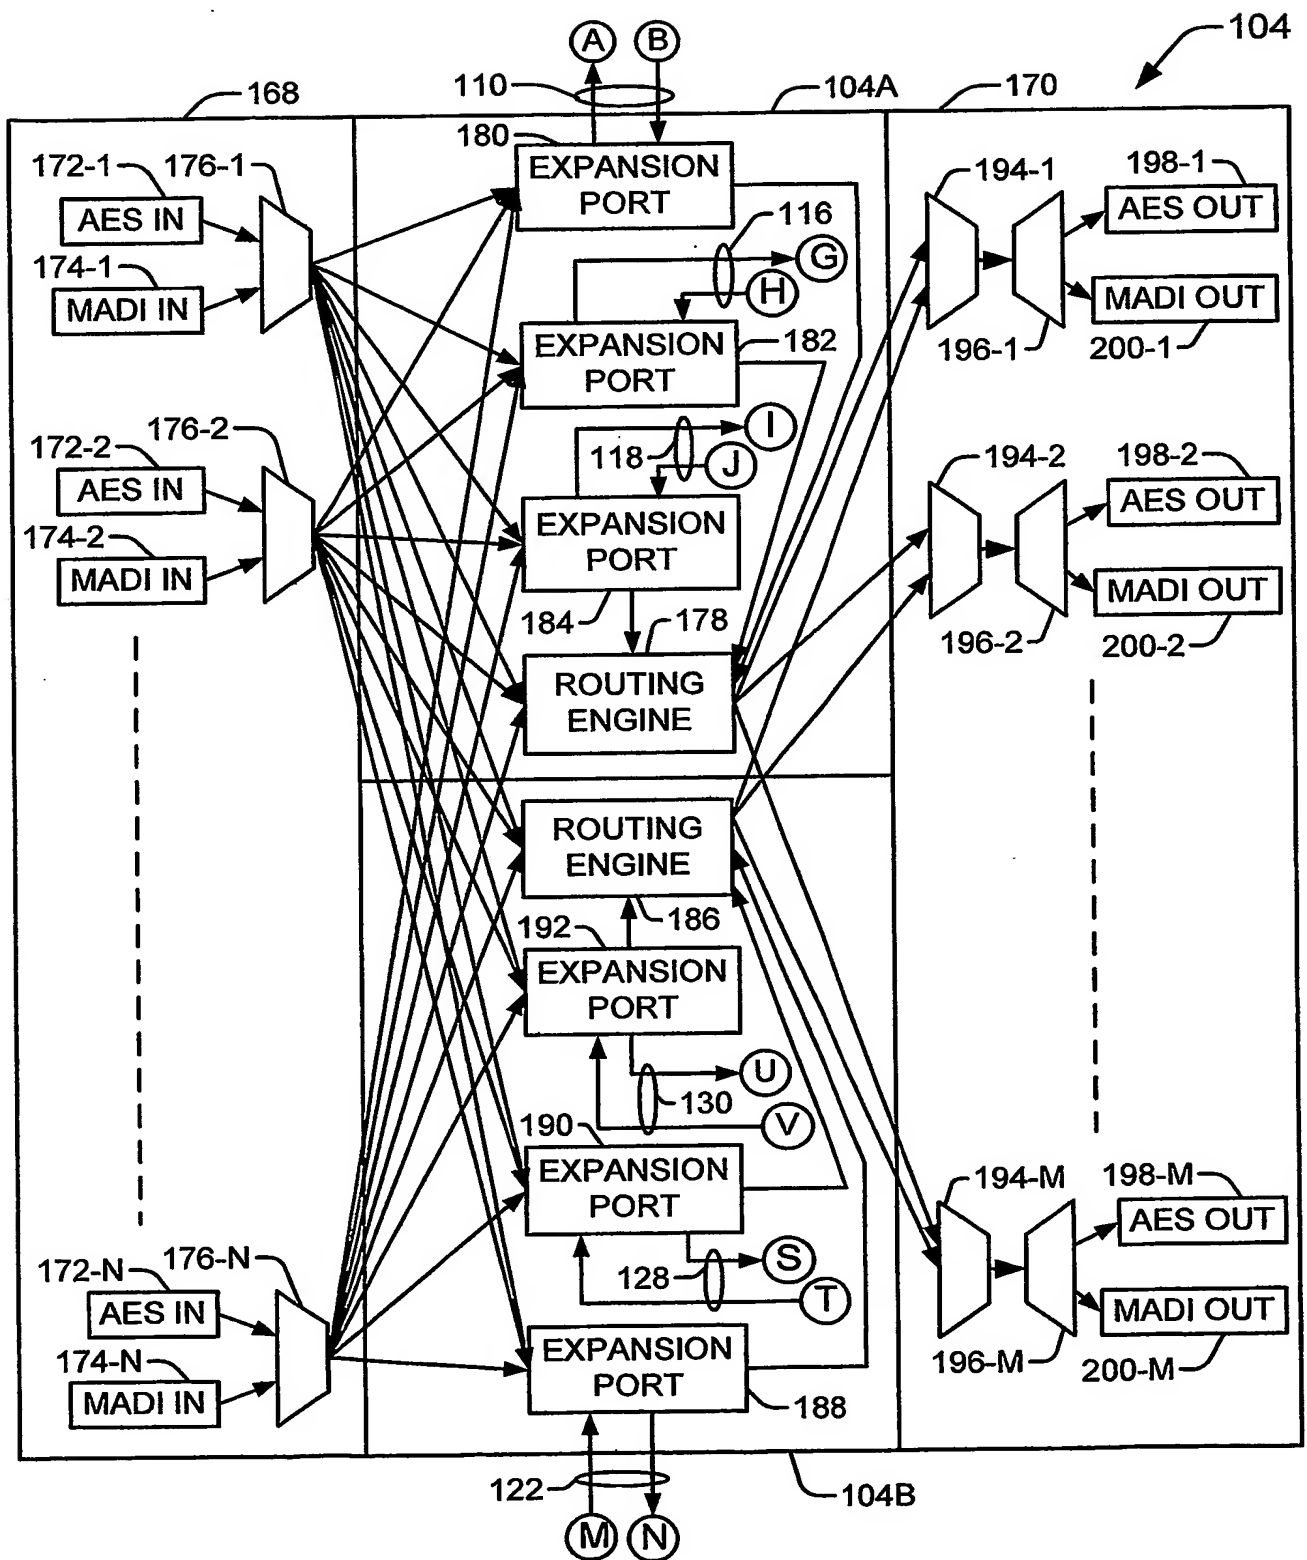 104
A
B
110
168
104A
170
180
EXPANSION
PORT
172-1
176-1
AES IN
174-1
MADI IN
194-1
198-1
AES OUT
MADI OUT
196-1
200-1
116
G
H
EXPANSION
PORT
182
118
I
J
172-2
176-2
AES IN
174-2
MADI IN
194-2
198-2
AES OUT
MADI OUT
196-2
200-2
EXPANSION
PORT
184
178
ROUTING
ENGINE
ROUTING
ENGINE
186
192
EXPANSION
PORT
U
130
V
190
EXPANSION
PORT
S
128
T
172-N
176-N
AES IN
174-N
MADI IN
194-M
198-M
AES OUT
MADI OUT
196-M
200-M
EXPANSION
PORT
188
122
104B
M
N